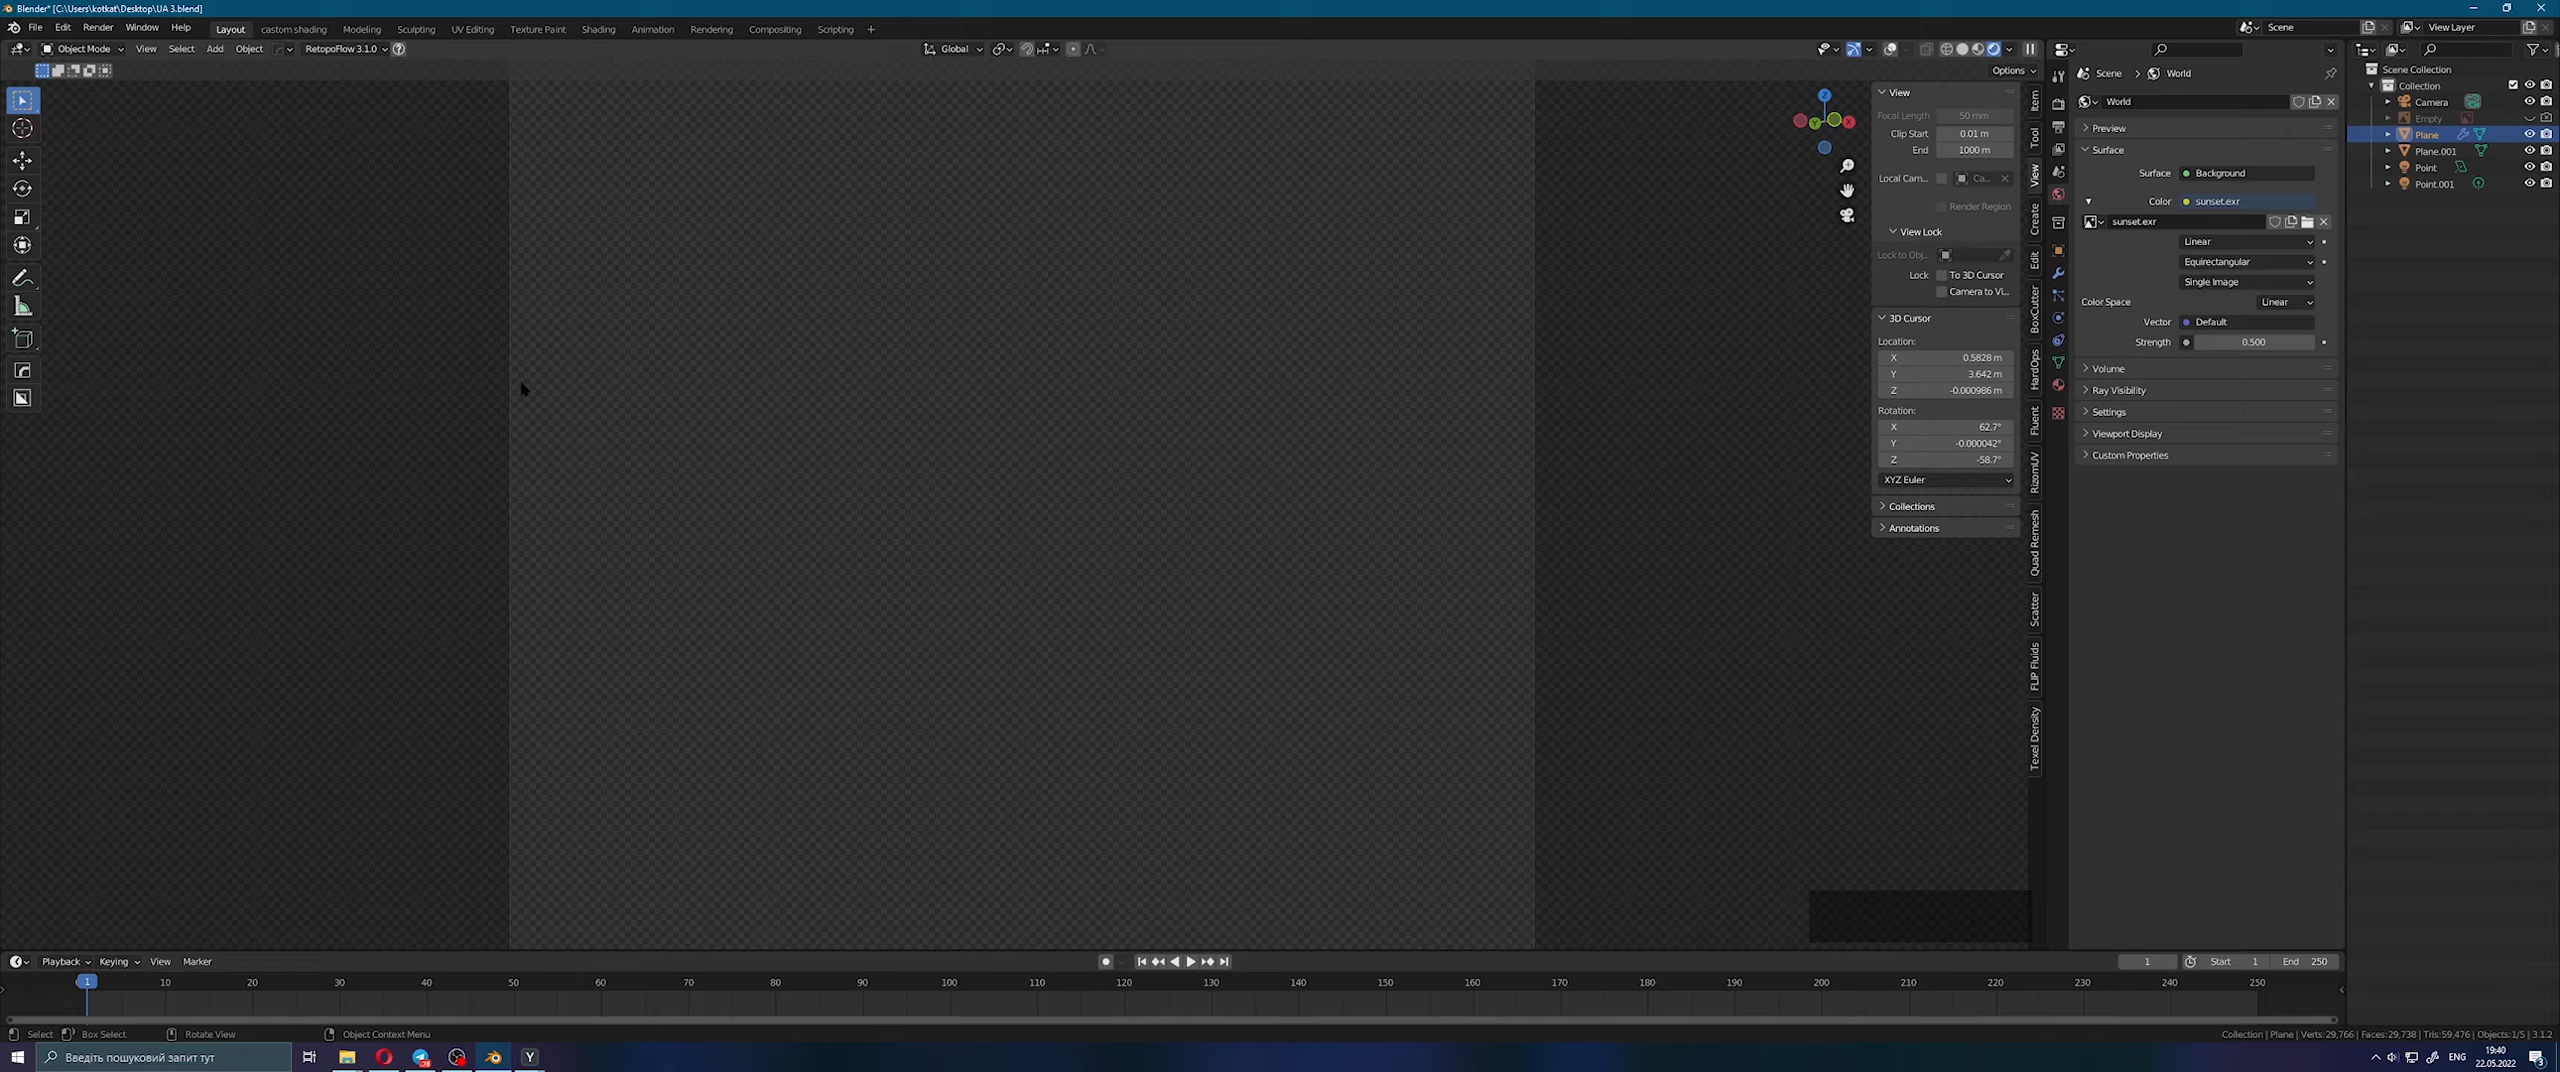 Blender* [C:\Users\kotkat\Desktop\UA 3.blend]
File Edit Render Window Help Layout custom shading Modeling Sculpting UV Editing Texture Paint Shading Animation Rendering Compositing Scripting + Scene View Layer
Object Mode View Select Add Object RetopoFlow 3.1.0 Global
Options
View
Focal Length 50 mm
Clip Start 0.01 m
End 1000 m
Local Cam... Ca...
Render Region
View Lock
Lock to Obj...
Lock To 3D Cursor
Camera to Vi...
3D Cursor
Location:
X 0.5828 m
Y 3.642 m
Z -0.000986 m
Rotation:
X 62.7°
Y -0.000042°
Z -58.7°
XYZ Euler
Collections
Annotations
Item
Tool
View
Create
Edit
BoxCutter
HardOps
Fluent
RizomUV
Quad Remesh
Scatter
FLIP Fluids
Texel Density
Z
Y
X
Scene > World
World
Preview
Surface
Surface Background
Color sunset.exr
sunset.exr
Linear
Equirectangular
Single Image
Color Space Linear
Vector Default
Strength 0.500
Volume
Ray Visibility
Settings
Viewport Display
Custom Properties
Scene Collection
Collection
Camera
Empty
Plane
Plane.001
Point
Point.001
Playback Keying View Marker 1 Start 1 End 250
1 10 20 30 40 50 60 70 80 90 100 110 120 130 140 150 160 170 180 190 200 210 220 230 240 250
Select Box Select Rotate View Object Context Menu Collection | Plane | Verts:29,766 | Faces:29,738 | Tris:59,476 | Objects:1/5 | 3.1.2
Введіть пошуковий запит тут
Y
ENG
19:40
22.05.2022
3